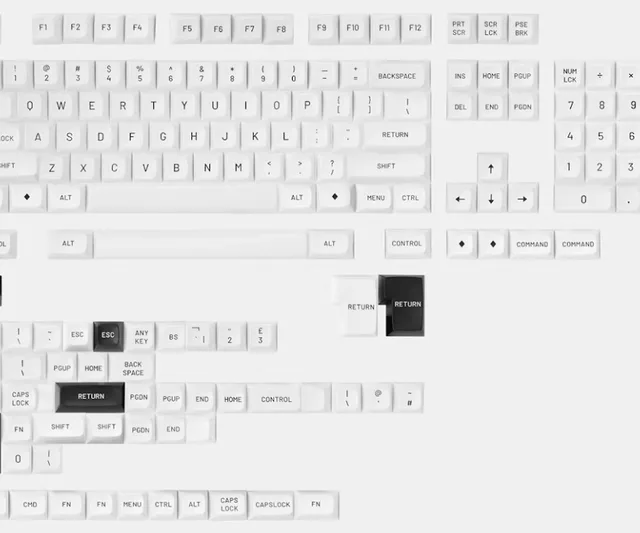 F1 F2 F3 F4 F5 F6 F7 F8 F9 F10 F11 F12 PRT SCR SCR LCK PSE BRK
! 1 @ 2 # 3 $ 4 % 5 ^ 6 & 7 * 8 ( 9 ) 0 — - + = BACKSPACE INS HOME PGUP NUM LCK ÷ ×
Q W E R T Y U I O P [ [ ] ] | \ DEL END PGDN 7 8 9
LOCK A S D F G H J K L : ; RETURN 4 5 6
SHIFT Z X C V B N M < , > . ? / SHIFT ↑ 1 2 3
♦ ALT ALT ♦ MENU CTRL ← ↓ → 0 .
OL ALT ALT CONTROL ♦ ♦ COMMAND COMMAND
RETURN RETURN
| \ ESC ESC ANY KEY BS " 2 £ 3
| \ PGUP HOME BACK SPACE
CAPS LOCK RETURN PGDN PGUP END HOME CONTROL | \ @ ~ #
FN SHIFT SHIFT PGDN END
0 | \
CMD FN FN MENU CTRL ALT CAPS LOCK CAPSLOCK FN